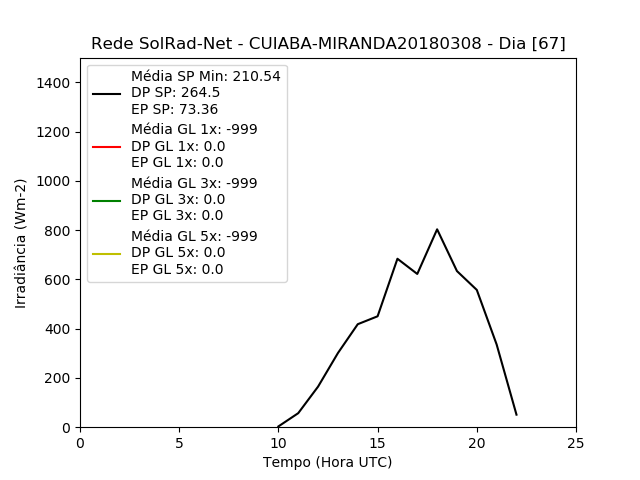 Rede SolRad-Net - CUIABA-MIRANDA20180308 - Dia [67]
Média SP Min: 210.54
DP SP: 264.5
EP SP: 73.36
Média GL 1x: -999
DP GL 1x: 0.0
EP GL 1x: 0.0
Média GL 3x: -999
DP GL 3x: 0.0
EP GL 3x: 0.0
Média GL 5x: -999
DP GL 5x: 0.0
EP GL 5x: 0.0
Irradiância (Wm-2)
1400
1200
1000
800
600
400
200
0
0 5 10 15 20 25
Tempo (Hora UTC)